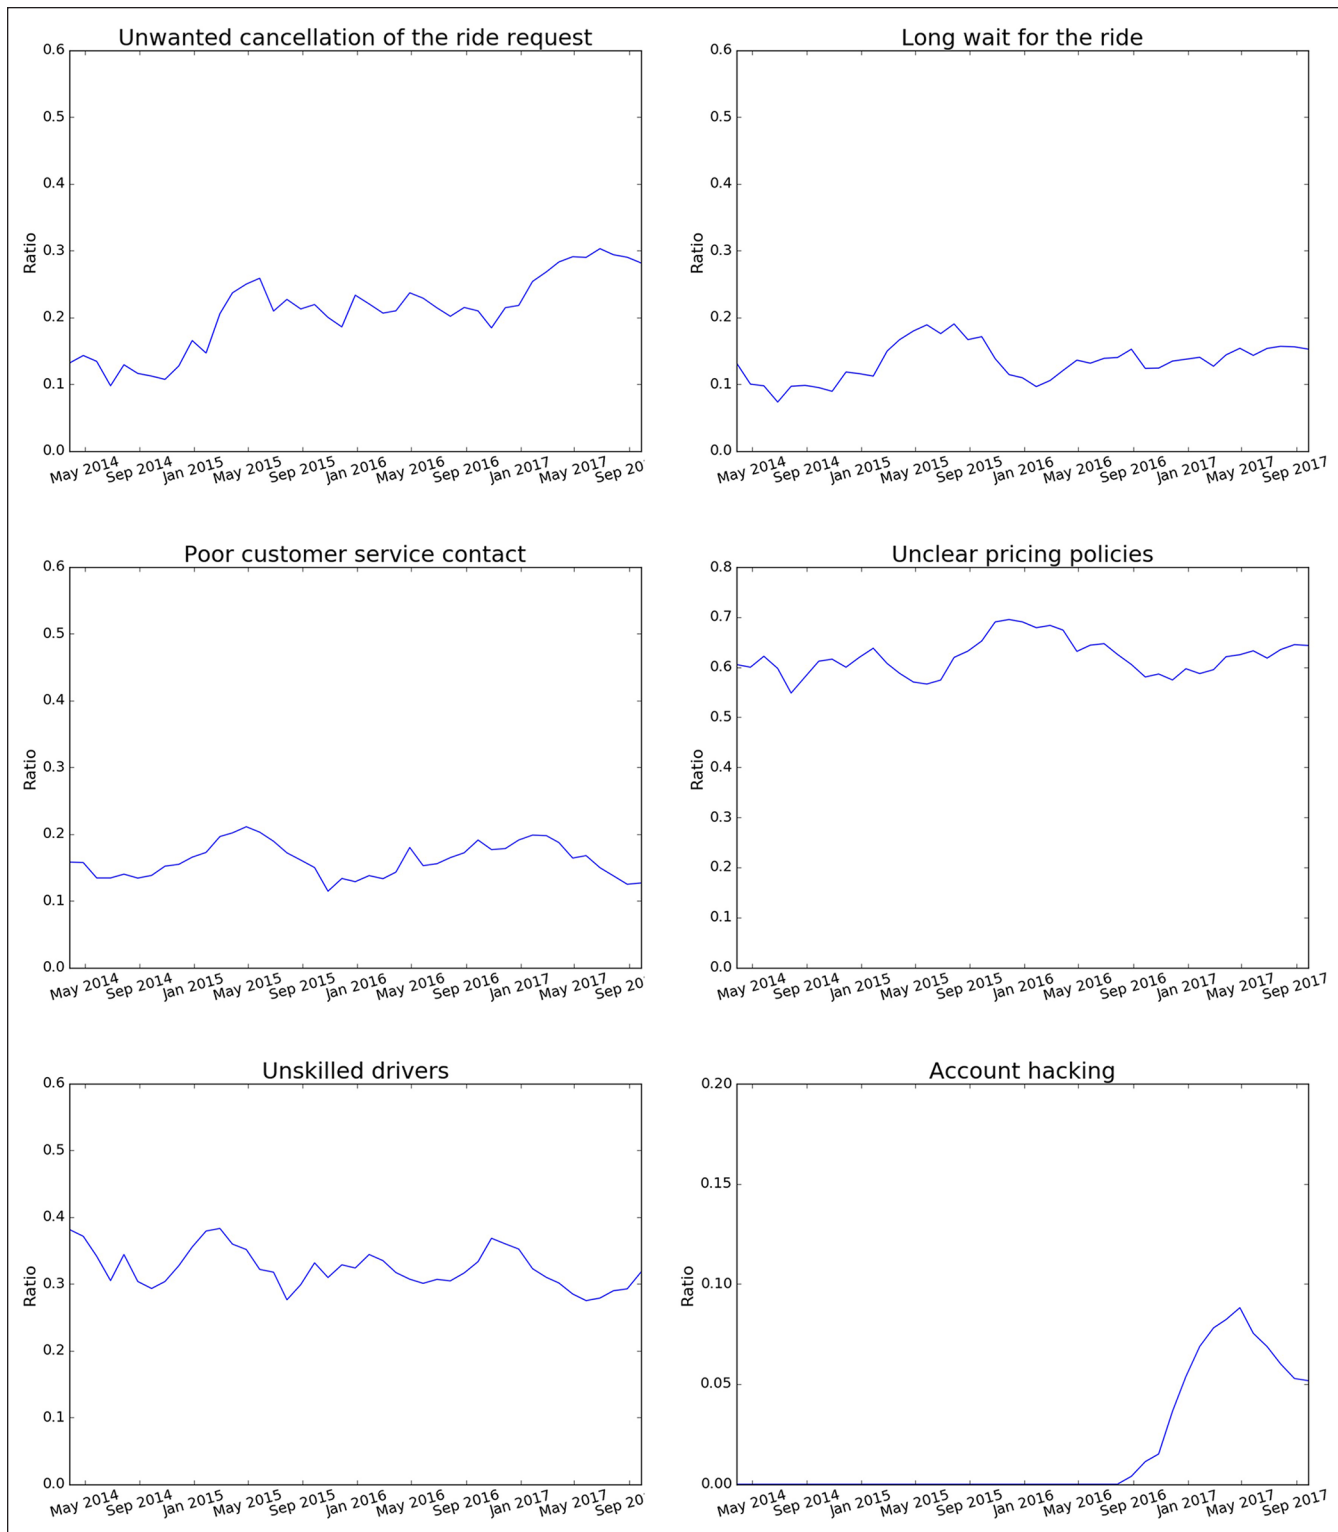 Unwanted cancellation of the ride request
0.6
0.5
0.4
0.3
0.2
0.1
0.0
Ratio
May 2014 Sep 2014 Jan 2015 May 2015 Sep 2015 Jan 2016 May 2016 Sep 2016 Jan 2017 May 2017 Sep 20
Long wait for the ride
0.6
0.5
0.4
0.3
0.2
0.1
0.0
Ratio
May 2014 Sep 2014 Jan 2015 May 2015 Sep 2015 Jan 2016 May 2016 Sep 2016 Jan 2017 May 2017 Sep 2017
Poor customer service contact
0.6
0.5
0.4
0.3
0.2
0.1
0.0
Ratio
May 2014 Sep 2014 Jan 2015 May 2015 Sep 2015 Jan 2016 May 2016 Sep 2016 Jan 2017 May 2017 Sep 20
Unclear pricing policies
0.8
0.7
0.6
0.5
0.4
0.3
0.2
0.1
0.0
Ratio
May 2014 Sep 2014 Jan 2015 May 2015 Sep 2015 Jan 2016 May 2016 Sep 2016 Jan 2017 May 2017 Sep 2017
Unskilled drivers
0.6
0.5
0.4
0.3
0.2
0.1
0.0
Ratio
May 2014 Sep 2014 Jan 2015 May 2015 Sep 2015 Jan 2016 May 2016 Sep 2016 Jan 2017 May 2017 Sep 20
Account hacking
0.20
0.15
0.10
0.05
0.00
Ratio
May 2014 Sep 2014 Jan 2015 May 2015 Sep 2015 Jan 2016 May 2016 Sep 2016 Jan 2017 May 2017 Sep 2017